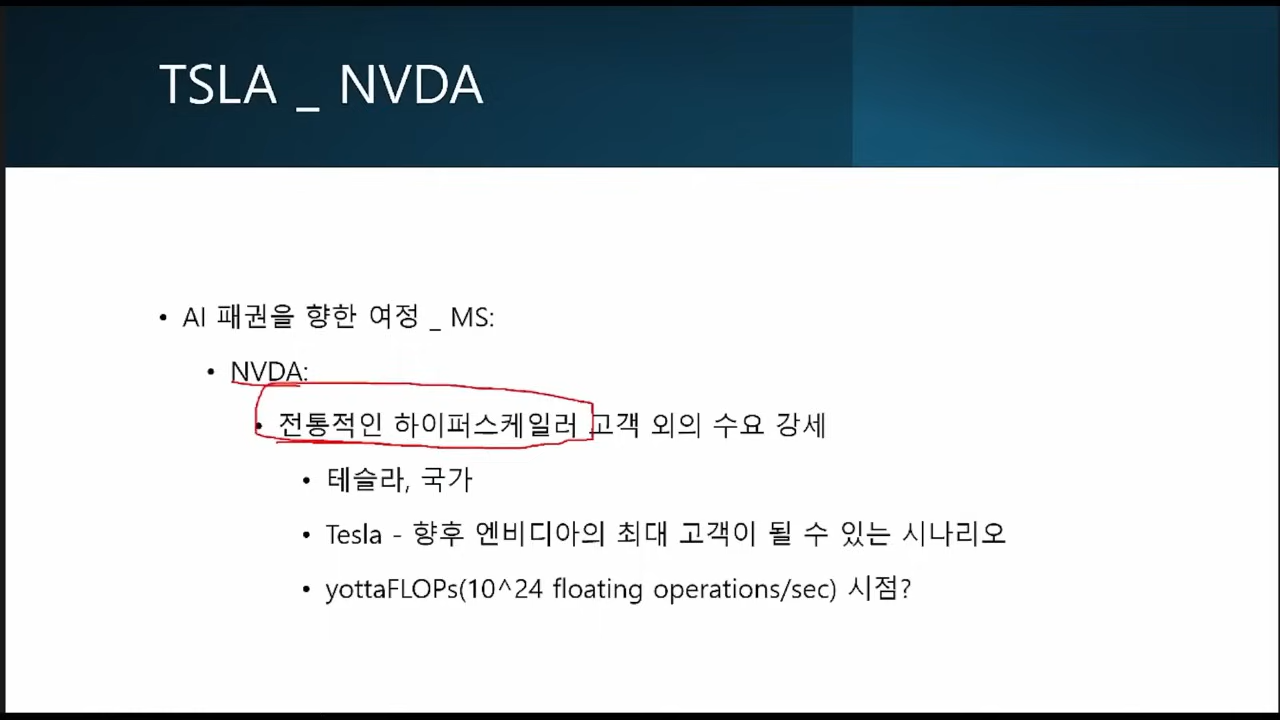 TSLA _ NVDA
• AI 패권을 향한 여정 _ MS:
• NVDA:
• 전통적인 하이퍼스케일러 고객 외의 수요 강세
• 테슬라, 국가
• Tesla - 향후 엔비디아의 최대 고객이 될 수 있는 시나리오
• yottaFLOPs(10^24 floating operations/sec) 시점?